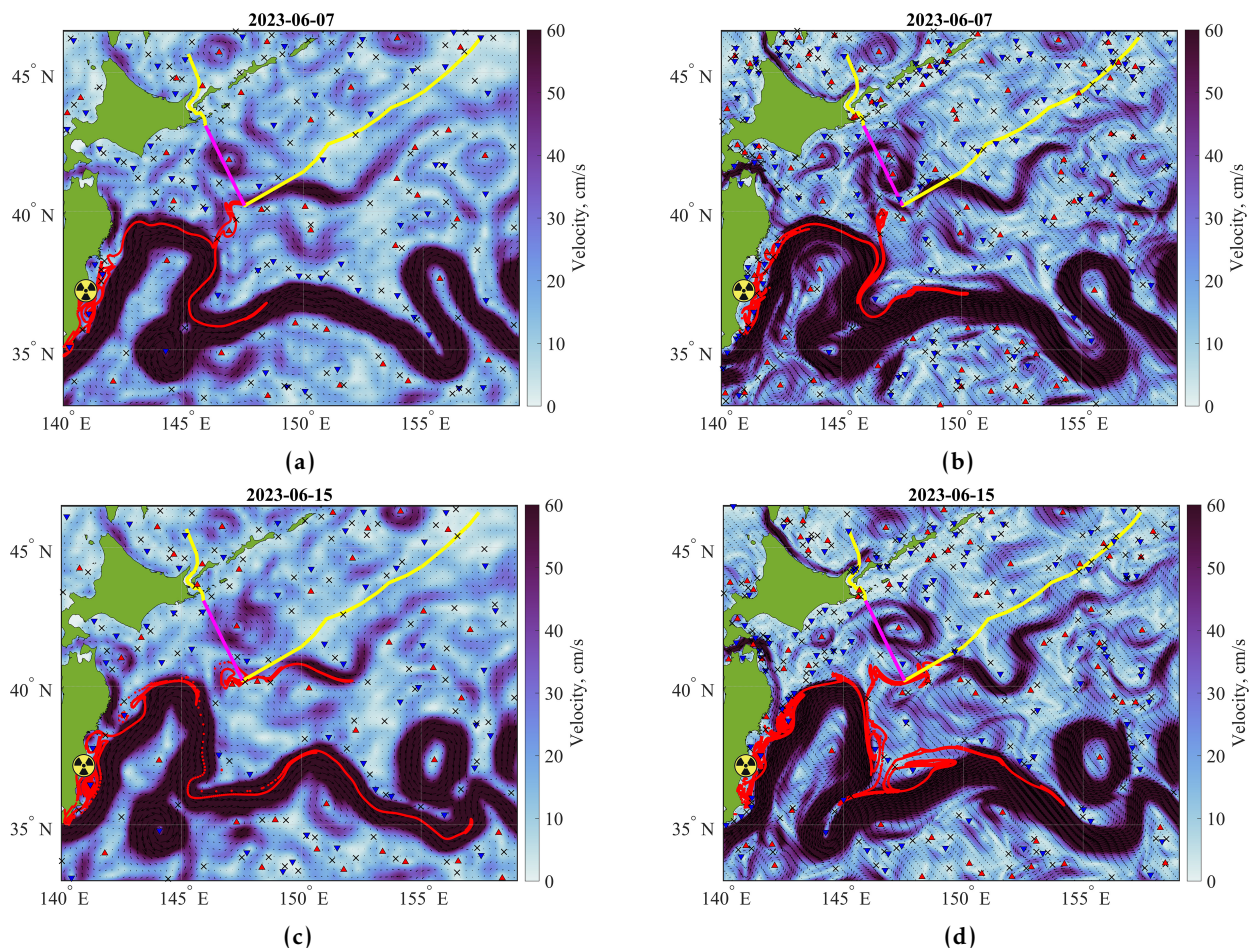 2023-06-07
45° N
40° N
35° N
140° E
145° E
150° E
155° E
60
50
40
30
20
10
0
Velocity, cm/s
(a)
2023-06-07
45° N
40° N
35° N
140° E
145° E
150° E
155° E
60
50
40
30
20
10
0
Velocity, cm/s
(b)
2023-06-15
45° N
40° N
35° N
140° E
145° E
150° E
155° E
60
50
40
30
20
10
0
Velocity, cm/s
(c)
2023-06-15
45° N
40° N
35° N
140° E
145° E
150° E
155° E
60
50
40
30
20
10
0
Velocity, cm/s
(d)